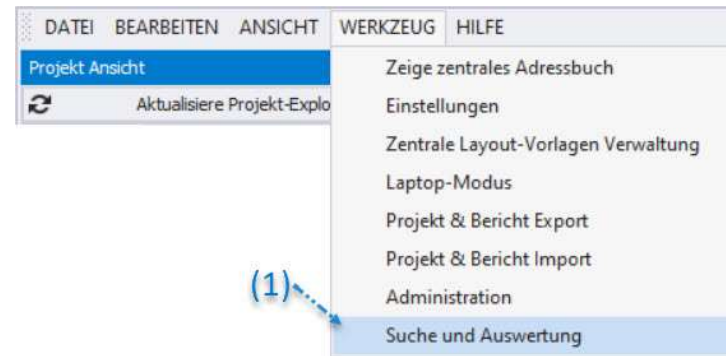 DATEI BEARBEITEN ANSICHT WERKZEUG HILFE
Projekt Ansicht
Aktualisiere Projekt-Explo
Zeige zentrales Adressbuch
Einstellungen
Zentrale Layout-Vorlagen Verwaltung
Laptop-Modus
Projekt & Bericht Export
Projekt & Bericht Import
Administration
(1)
Suche und Auswertung